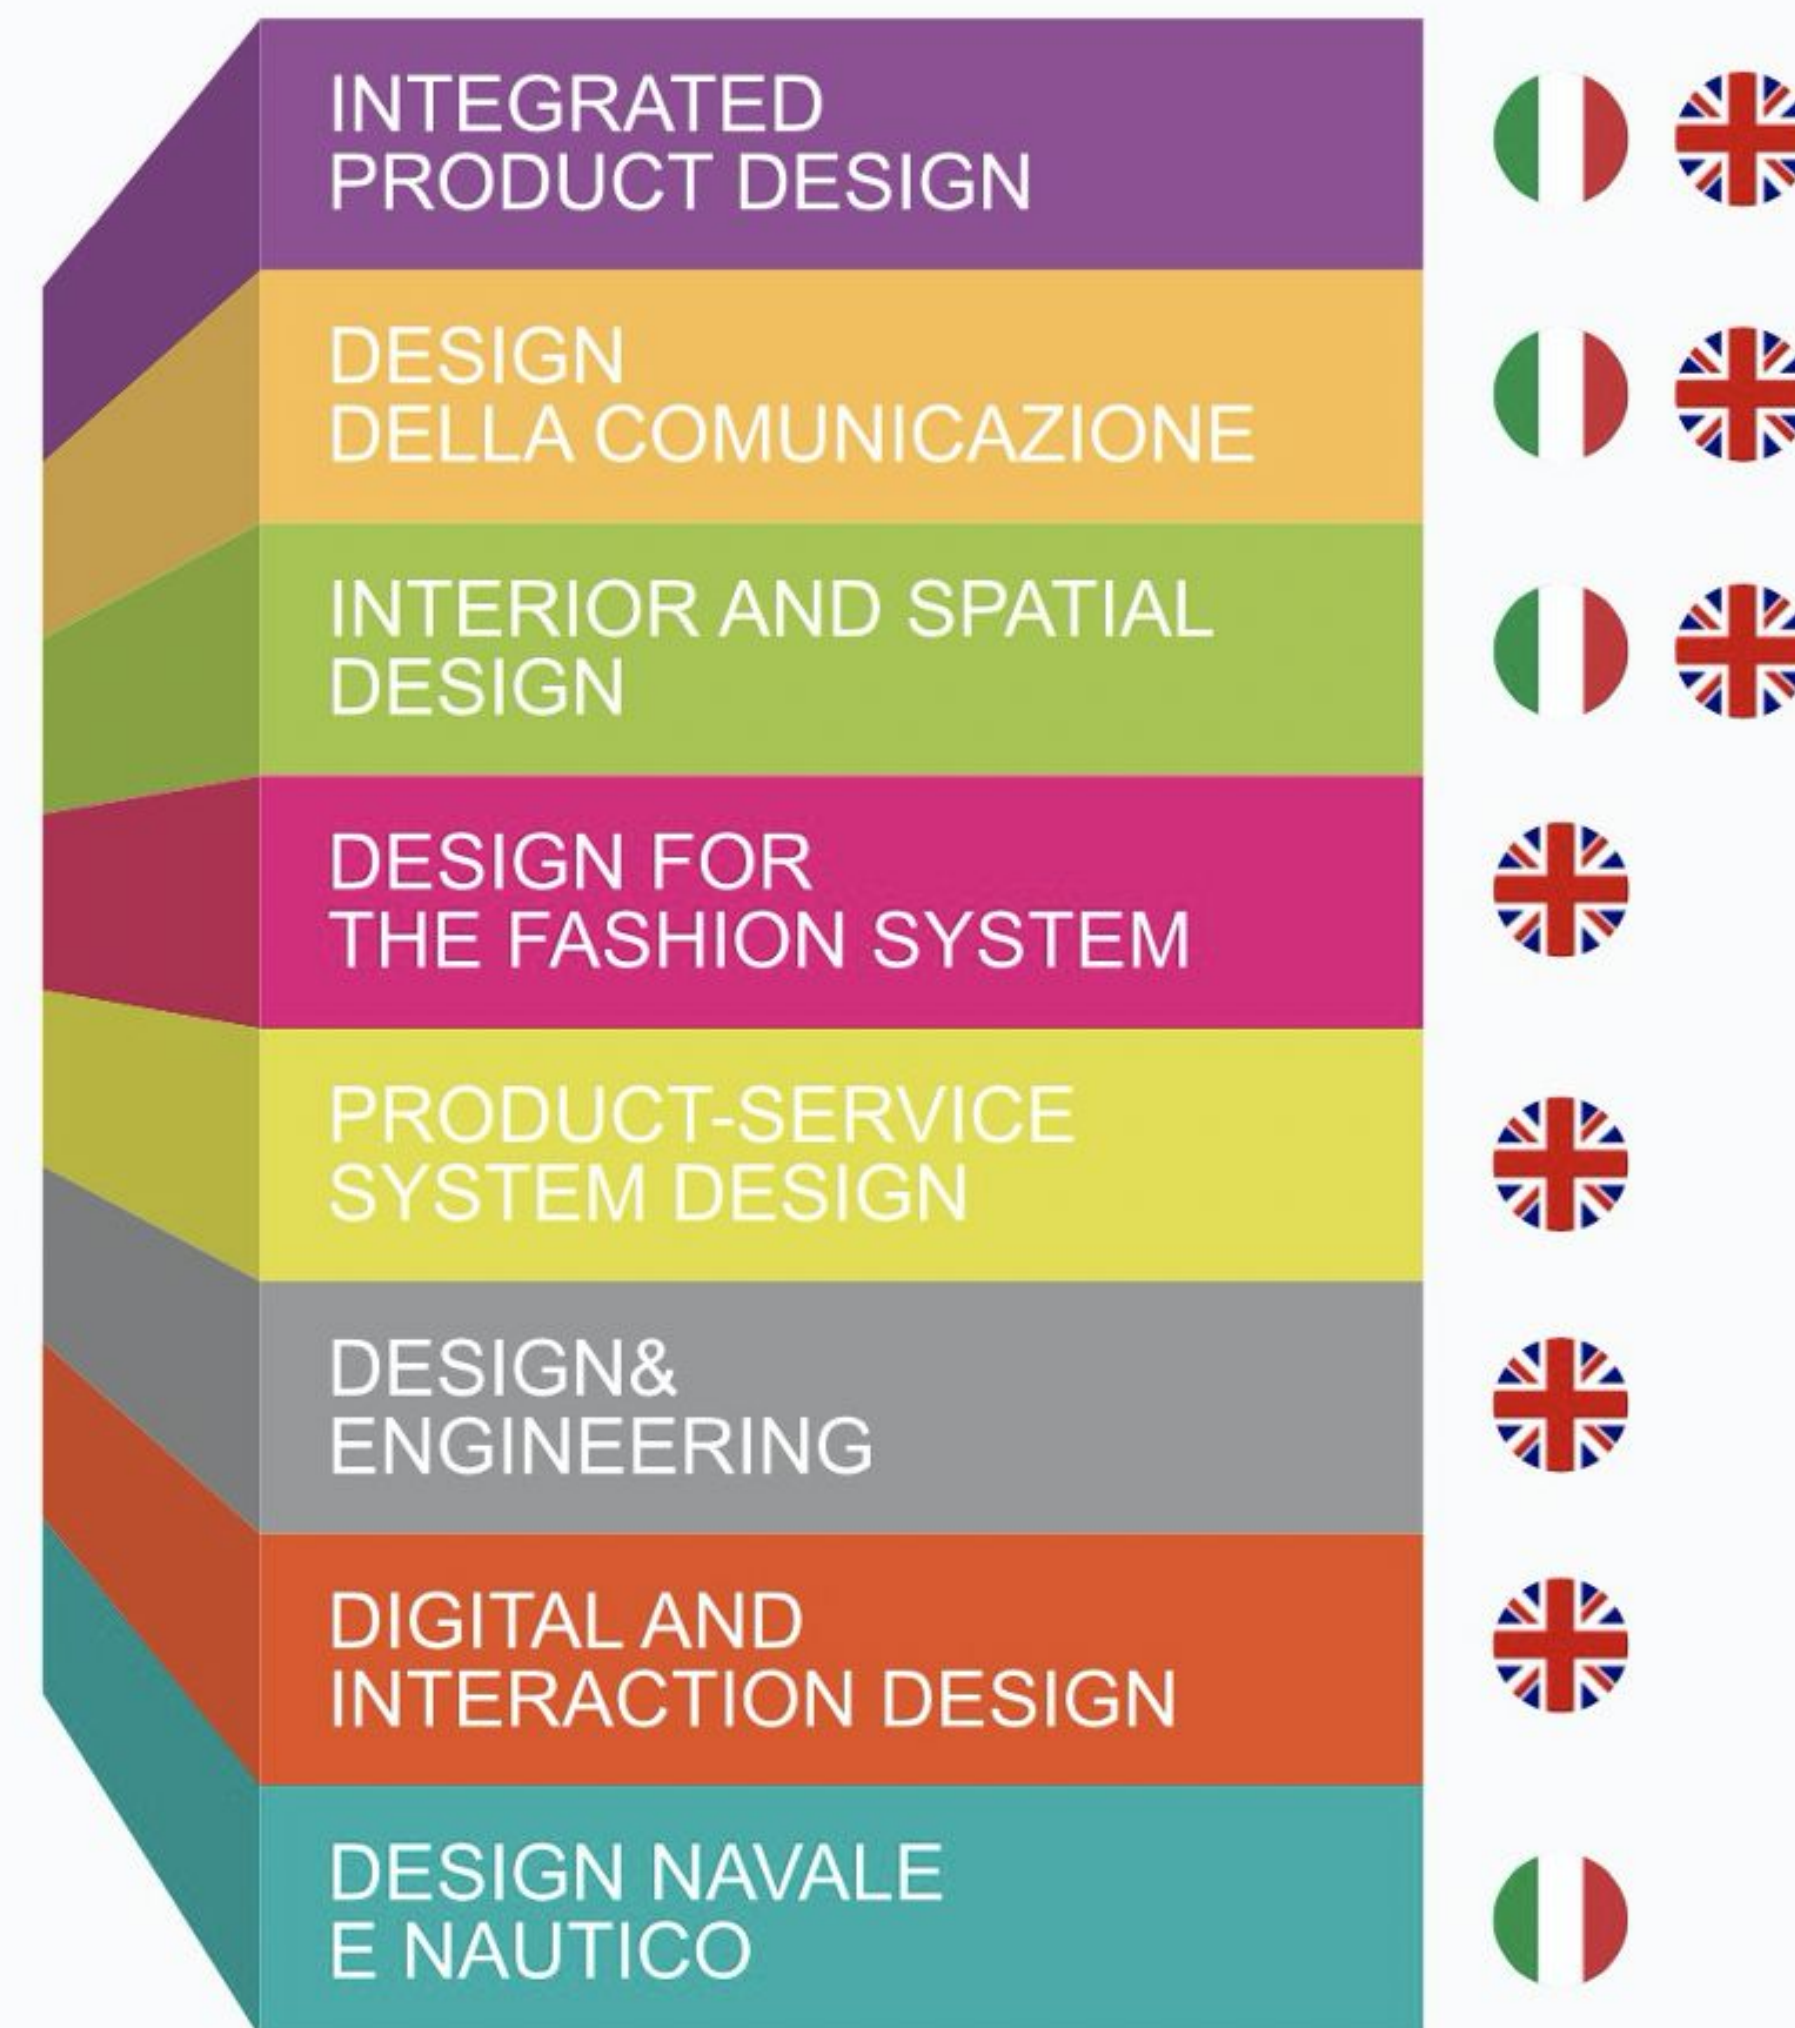 INTEGRATED
PRODUCT DESIGN
DESIGN
DELLA COMUNICAZIONE
INTERIOR AND SPATIAL
DESIGN
DESIGN FOR
THE FASHION SYSTEM
PRODUCT-SERVICE
SYSTEM DESIGN
DESIGN&
ENGINEERING
DIGITAL AND
INTERACTION DESIGN
DESIGN NAVALE
E NAUTICO